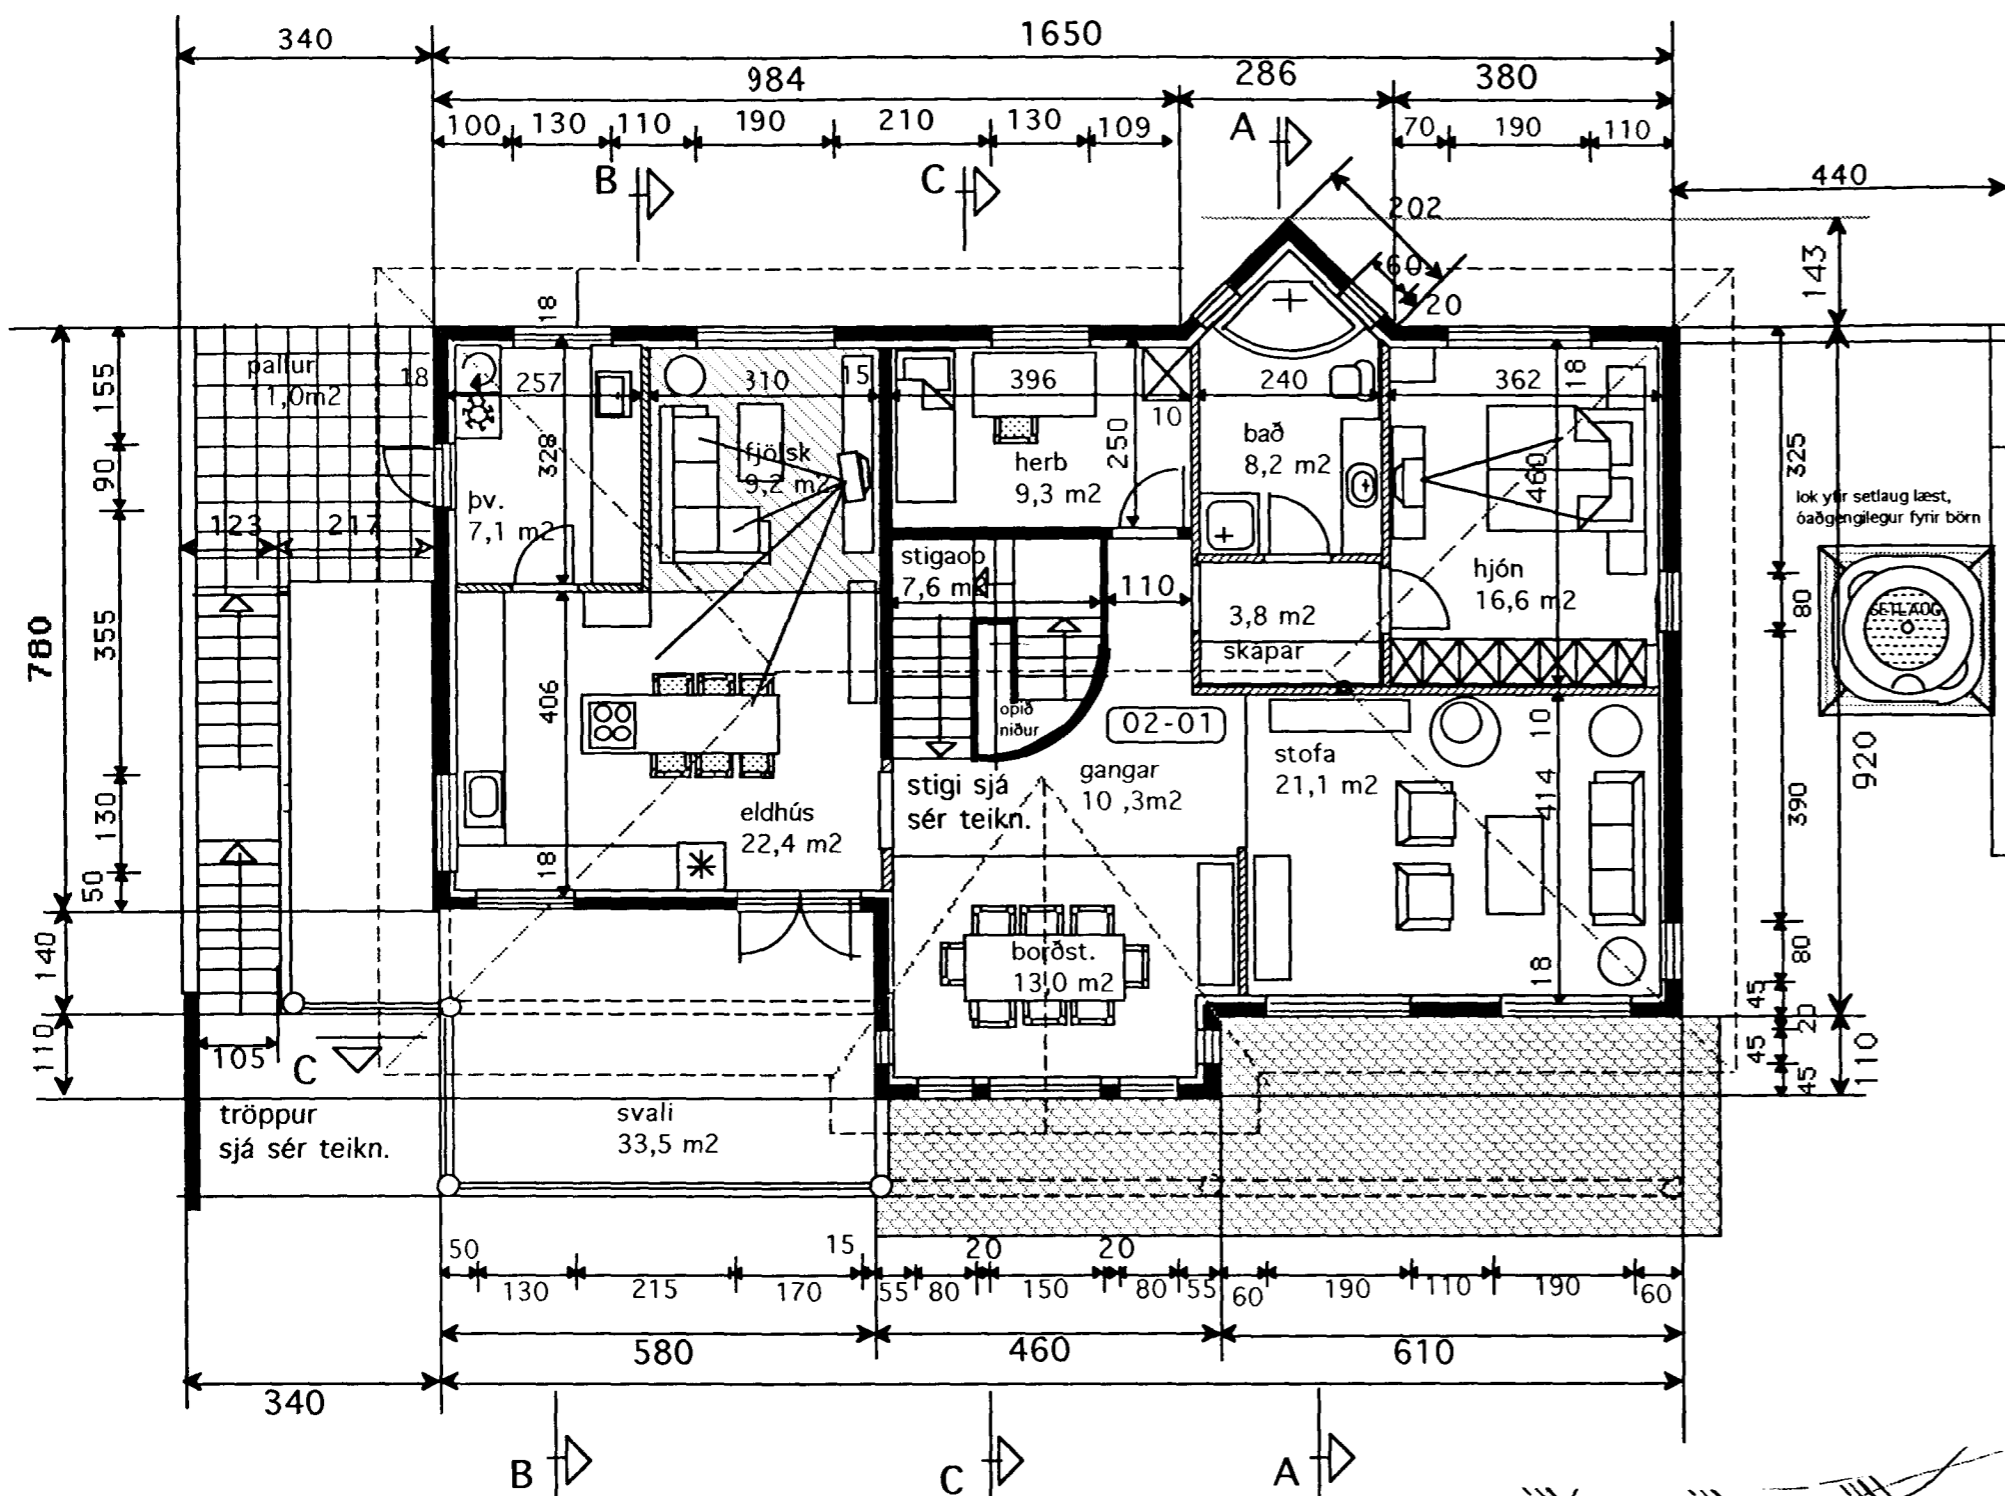 340
1650
984
286
380
100 130 110 190 210 130 109
A
70 190 110
B
C
440
202
60
20
143
18
pallur
11,0m2
18
257
310
15
396
10
240
362
18
155
90
355
130
50
780
140
110
123
217
328
þv.
7,1 m2
fjölsk
9,2 m2
herb
9,3 m2
250
bað
8,2 m2
460
325
lok yfir setlaug læst,
óaðgengilegur fyrir börn
SETLAUG
80
stigaop
7,6 m2
110
3,8 m2
skápar
hjón
16,6 m2
406
opið
niður
02-01
10
stofa
21,1 m2
414
390
920
gangar
10 ,3m2
stigi sjá
sér teikn.
eldhús
22,4 m2
18
borðst.
13,0 m2
18
80
45
20
45
45
110
105
C
tröppur
sjá sér teikn.
svali
33,5 m2
50
130
215
170
15
55
80
20
150
20
80
55
60
190
110
190
60
580
460
610
340
B
C
A